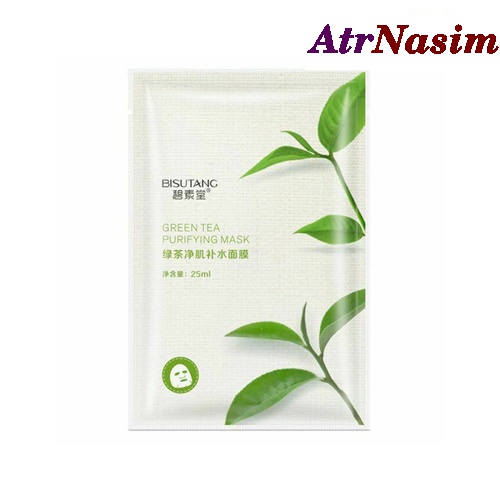 AtrNasim
BISUTANG
碧素堂®
GREEN TEA
PURIFYING MASK
绿茶净肌补水面膜
净含量：25ml